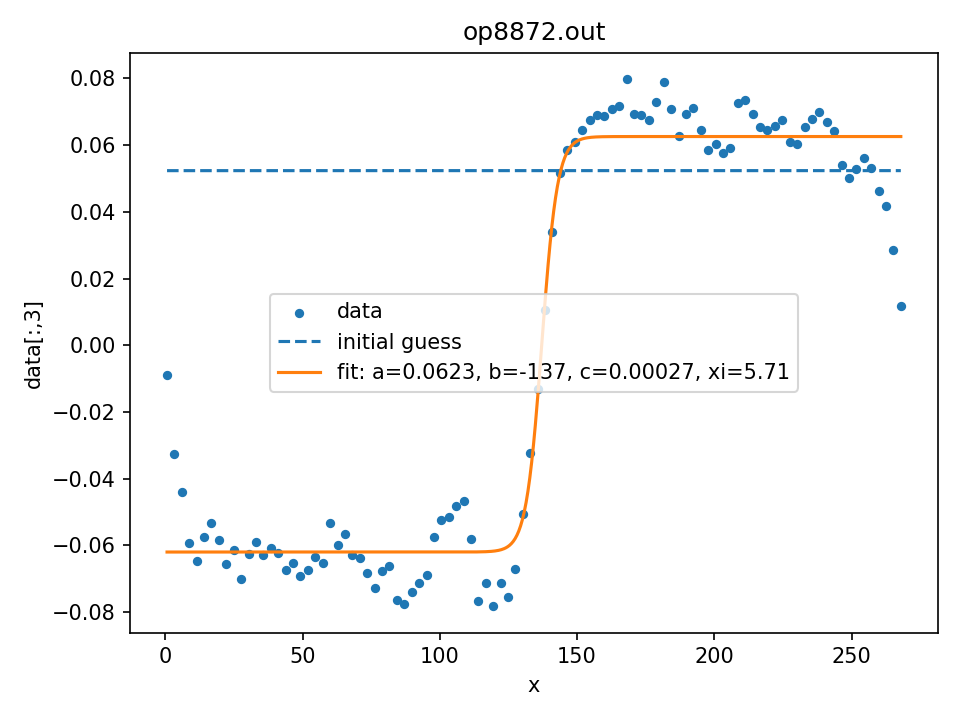 op8872.out
data[:,3]
0.08
0.06
0.04
0.02
0.00
−0.02
−0.04
−0.06
−0.08
data
initial guess
fit: a=0.0623, b=-137, c=0.00027, xi=5.71
0 50 100 150 200 250
x